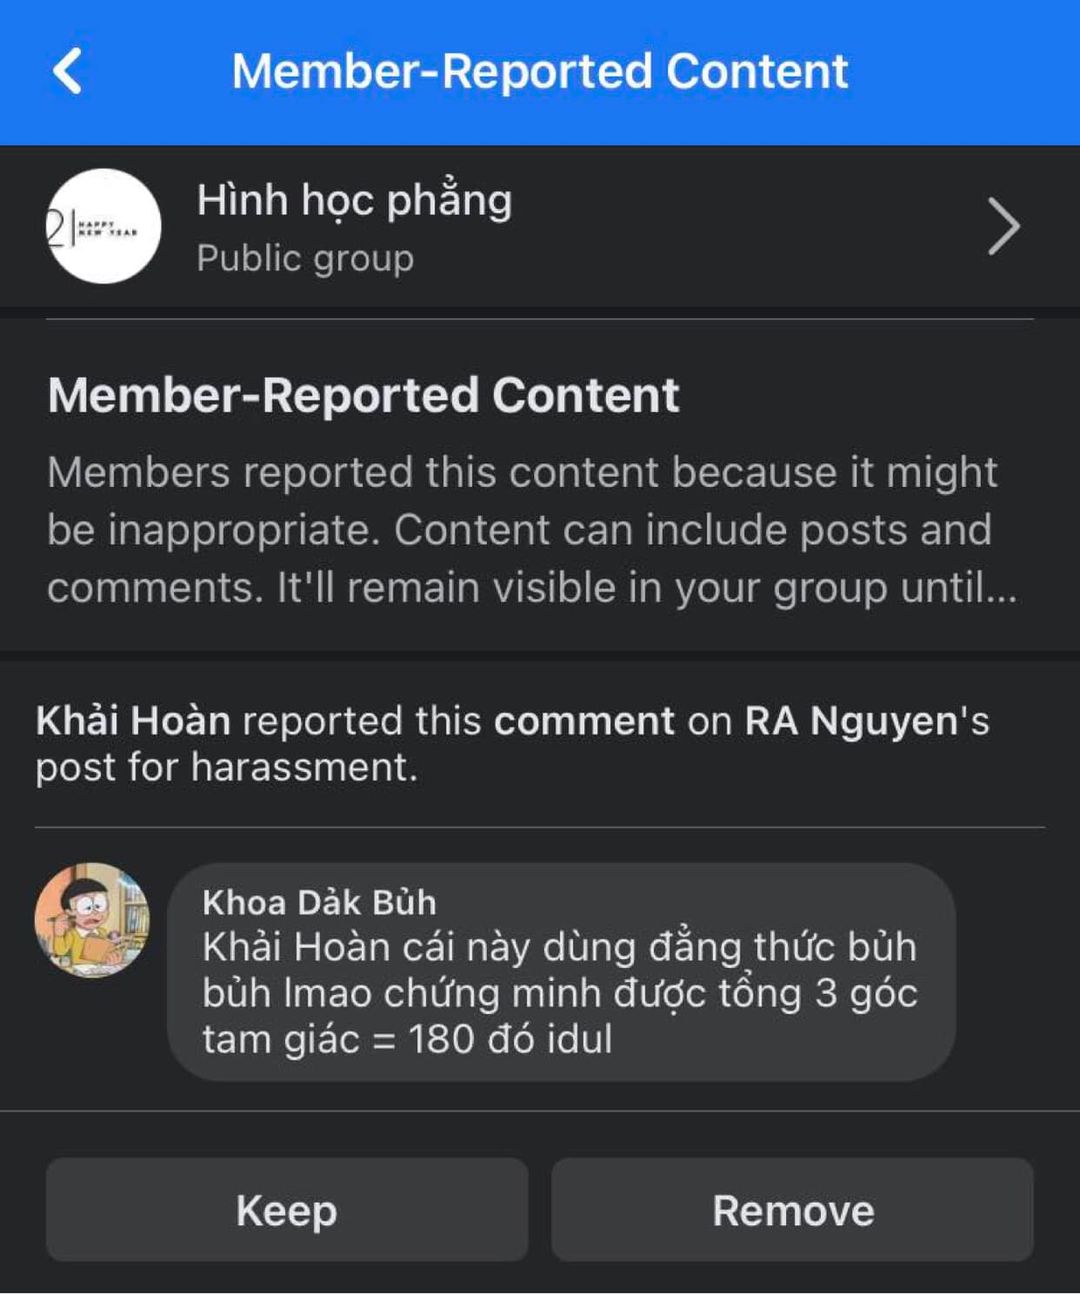 Member-Reported Content
2| HAPPY
NEW YEAR
Hình học phẳng
Public group
Member-Reported Content
Members reported this content because it might
be inappropriate. Content can include posts and
comments. It'll remain visible in your group until...
Khải Hoàn reported this comment on RA Nguyen's
post for harassment.
Khoa Dảk Bủh
Khải Hoàn cái này dùng đẳng thức bủh
bủh lmao chứng minh được tổng 3 góc
tam giác = 180 đó idul
Keep
Remove